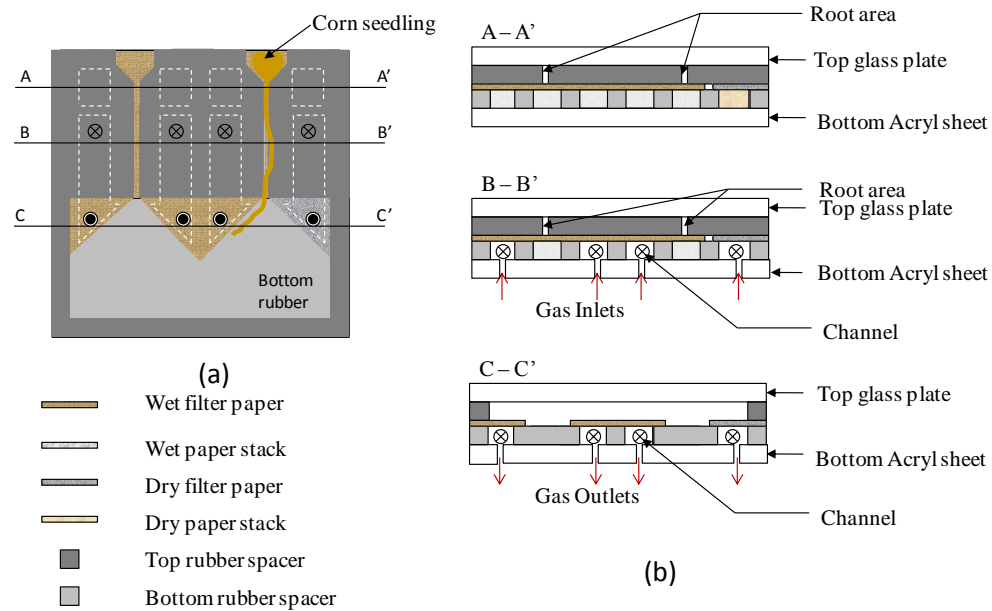 (a)
Corn seedling
A
A'
B
B'
C
C'
Bottom
rubber
(a)
Wet filter paper
Wet paper stack
Dry filter paper
Dry paper stack
Top rubber spacer
Bottom rubber spacer
A – A'
Root area
Top glass plate
Bottom Acryl sheet
B – B'
Root area
Top glass plate
Bottom Acryl sheet
Gas Inlets
Channel
C – C'
Top glass plate
Bottom Acryl sheet
Gas Outlets
Channel
(b)